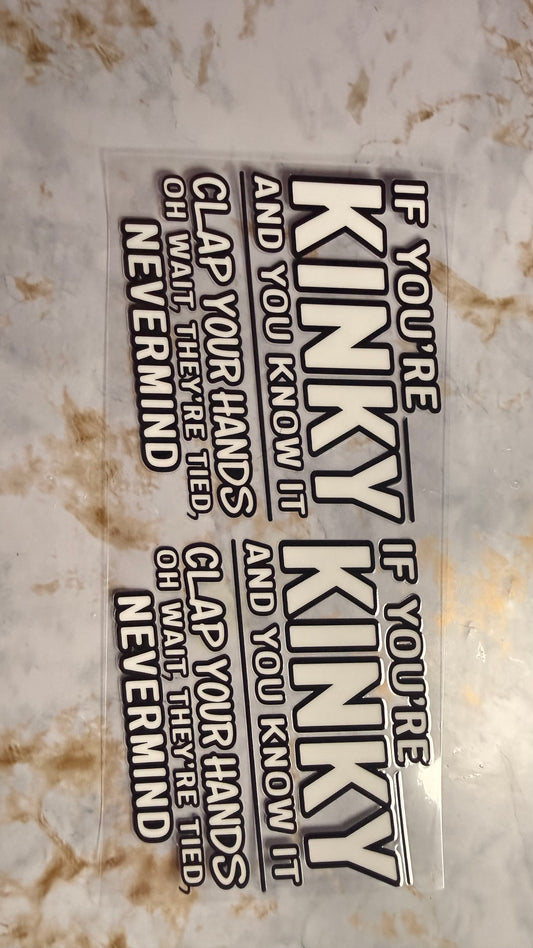 IF YOU'RE
KINKY
AND YOU KNOW IT
CLAP YOUR HANDS
OH WAIT, THEY'RE TIED,
NEVERMIND
IF YOU'RE
KINKY
AND YOU KNOW IT
CLAP YOUR HANDS
OH WAIT, THEY'RE TIED,
NEVERMIND